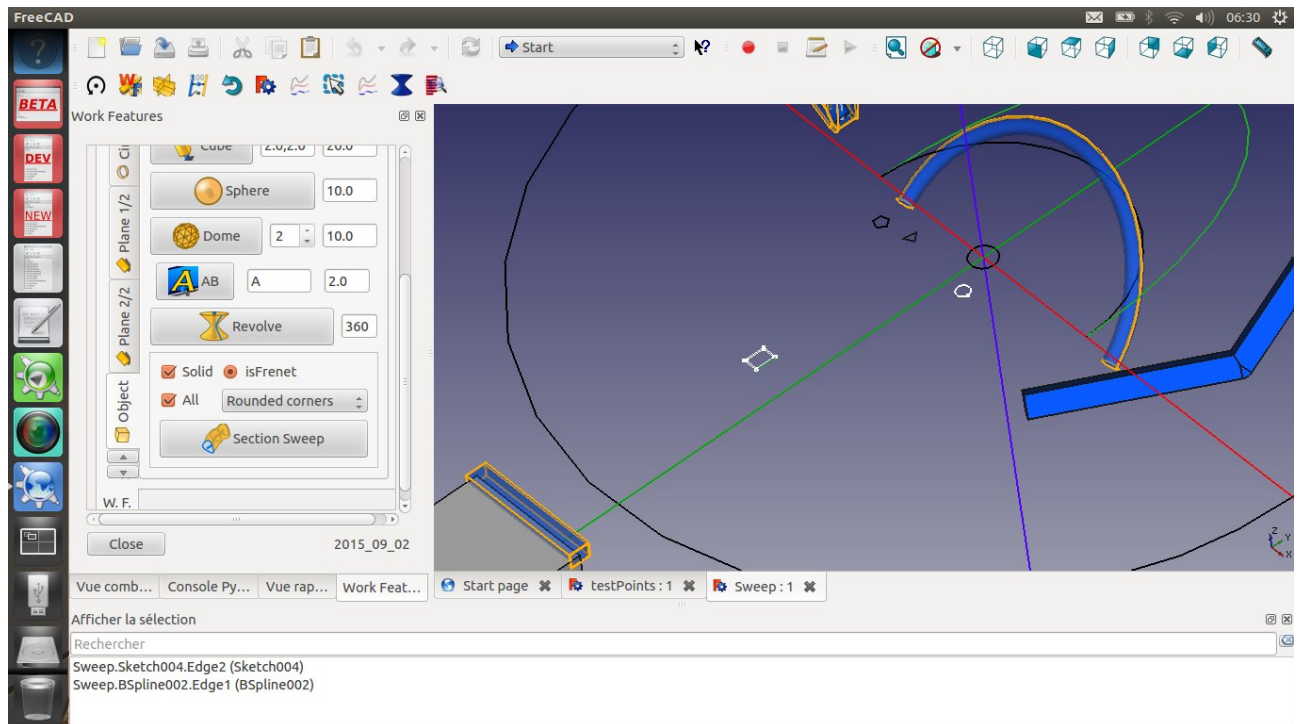 FreeCAD
06:30
Start
BETA
DEV
NEW
Work Features
Cube 2.0,2.0 20.0
Sphere 10.0
Dome 2 10.0
AB A 2.0
Revolve 360
Solid isFrenet
All Rounded corners
Section Sweep
Plane 1/2
Plane 2/2
Object
W. F.
Close 2015_09_02
Vue comb... Console Py... Vue rap... Work Feat...
Start page testPoints : 1 Sweep : 1
Z
Y
X
Afficher la sélection
Rechercher
Sweep.Sketch004.Edge2 (Sketch004)
Sweep.BSpline002.Edge1 (BSpline002)